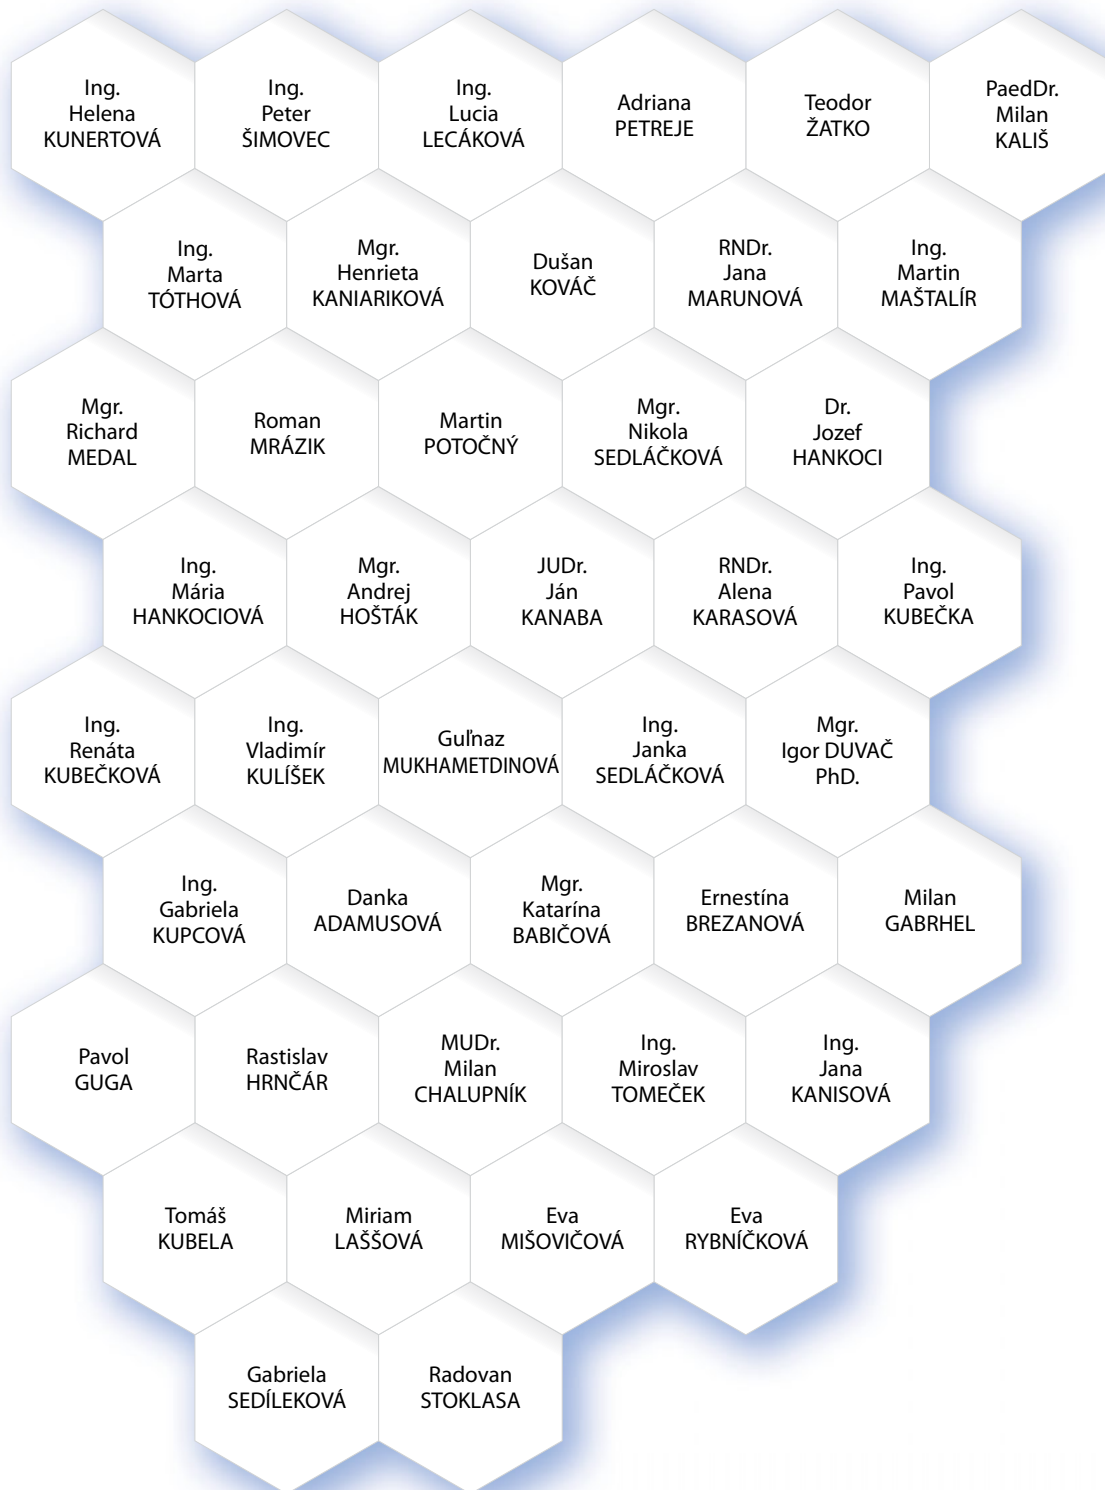 Ing.
Helena
KUNERTOVÁ
Ing.
Peter
ŠIMOVEC
Ing.
Lucia
LECÁKOVÁ
Adriana
PETREJE
Teodor
ŽATKO
PaedDr.
Milan
KALIŠ
Ing.
Marta
TÓTHOVÁ
Mgr.
Henrieta
KANIARIKOVÁ
Dušan
KOVÁČ
RNDr.
Jana
MARUNOVÁ
Ing.
Martin
MAŠTALÍR
Mgr.
Richard
MEDAL
Roman
MRÁZIK
Martin
POTOČNÝ
Mgr.
Nikola
SEDLÁČKOVÁ
Dr.
Jozef
HANKOCI
Ing.
Mária
HANKOCIOVÁ
Mgr.
Andrej
HOŠTÁK
JUDr.
Ján
KANABA
RNDr.
Alena
KARASOVÁ
Ing.
Pavol
KUBEČKA
Ing.
Renáta
KUBEČKOVÁ
Ing.
Vladimír
KULÍŠEK
Guľnaz
MUKHAMETDINOVÁ
Ing.
Janka
SEDLÁČKOVÁ
Mgr.
Igor DUVAČ
PhD.
Ing.
Gabriela
KUPCOVÁ
Danka
ADAMUSOVÁ
Mgr.
Katarína
BABIČOVÁ
Ernestína
BREZANOVÁ
Milan
GABRHEL
Pavol
GUGA
Rastislav
HRNČÁR
MUDr.
Milan
CHALUPNÍK
Ing.
Miroslav
TOMEČEK
Ing.
Jana
KANISOVÁ
Tomáš
KUBELA
Miriam
LAŠŠOVÁ
Eva
MIŠOVIČOVÁ
Eva
RYBNÍČKOVÁ
Gabriela
SEDÍLEKOVÁ
Radovan
STOKLASA